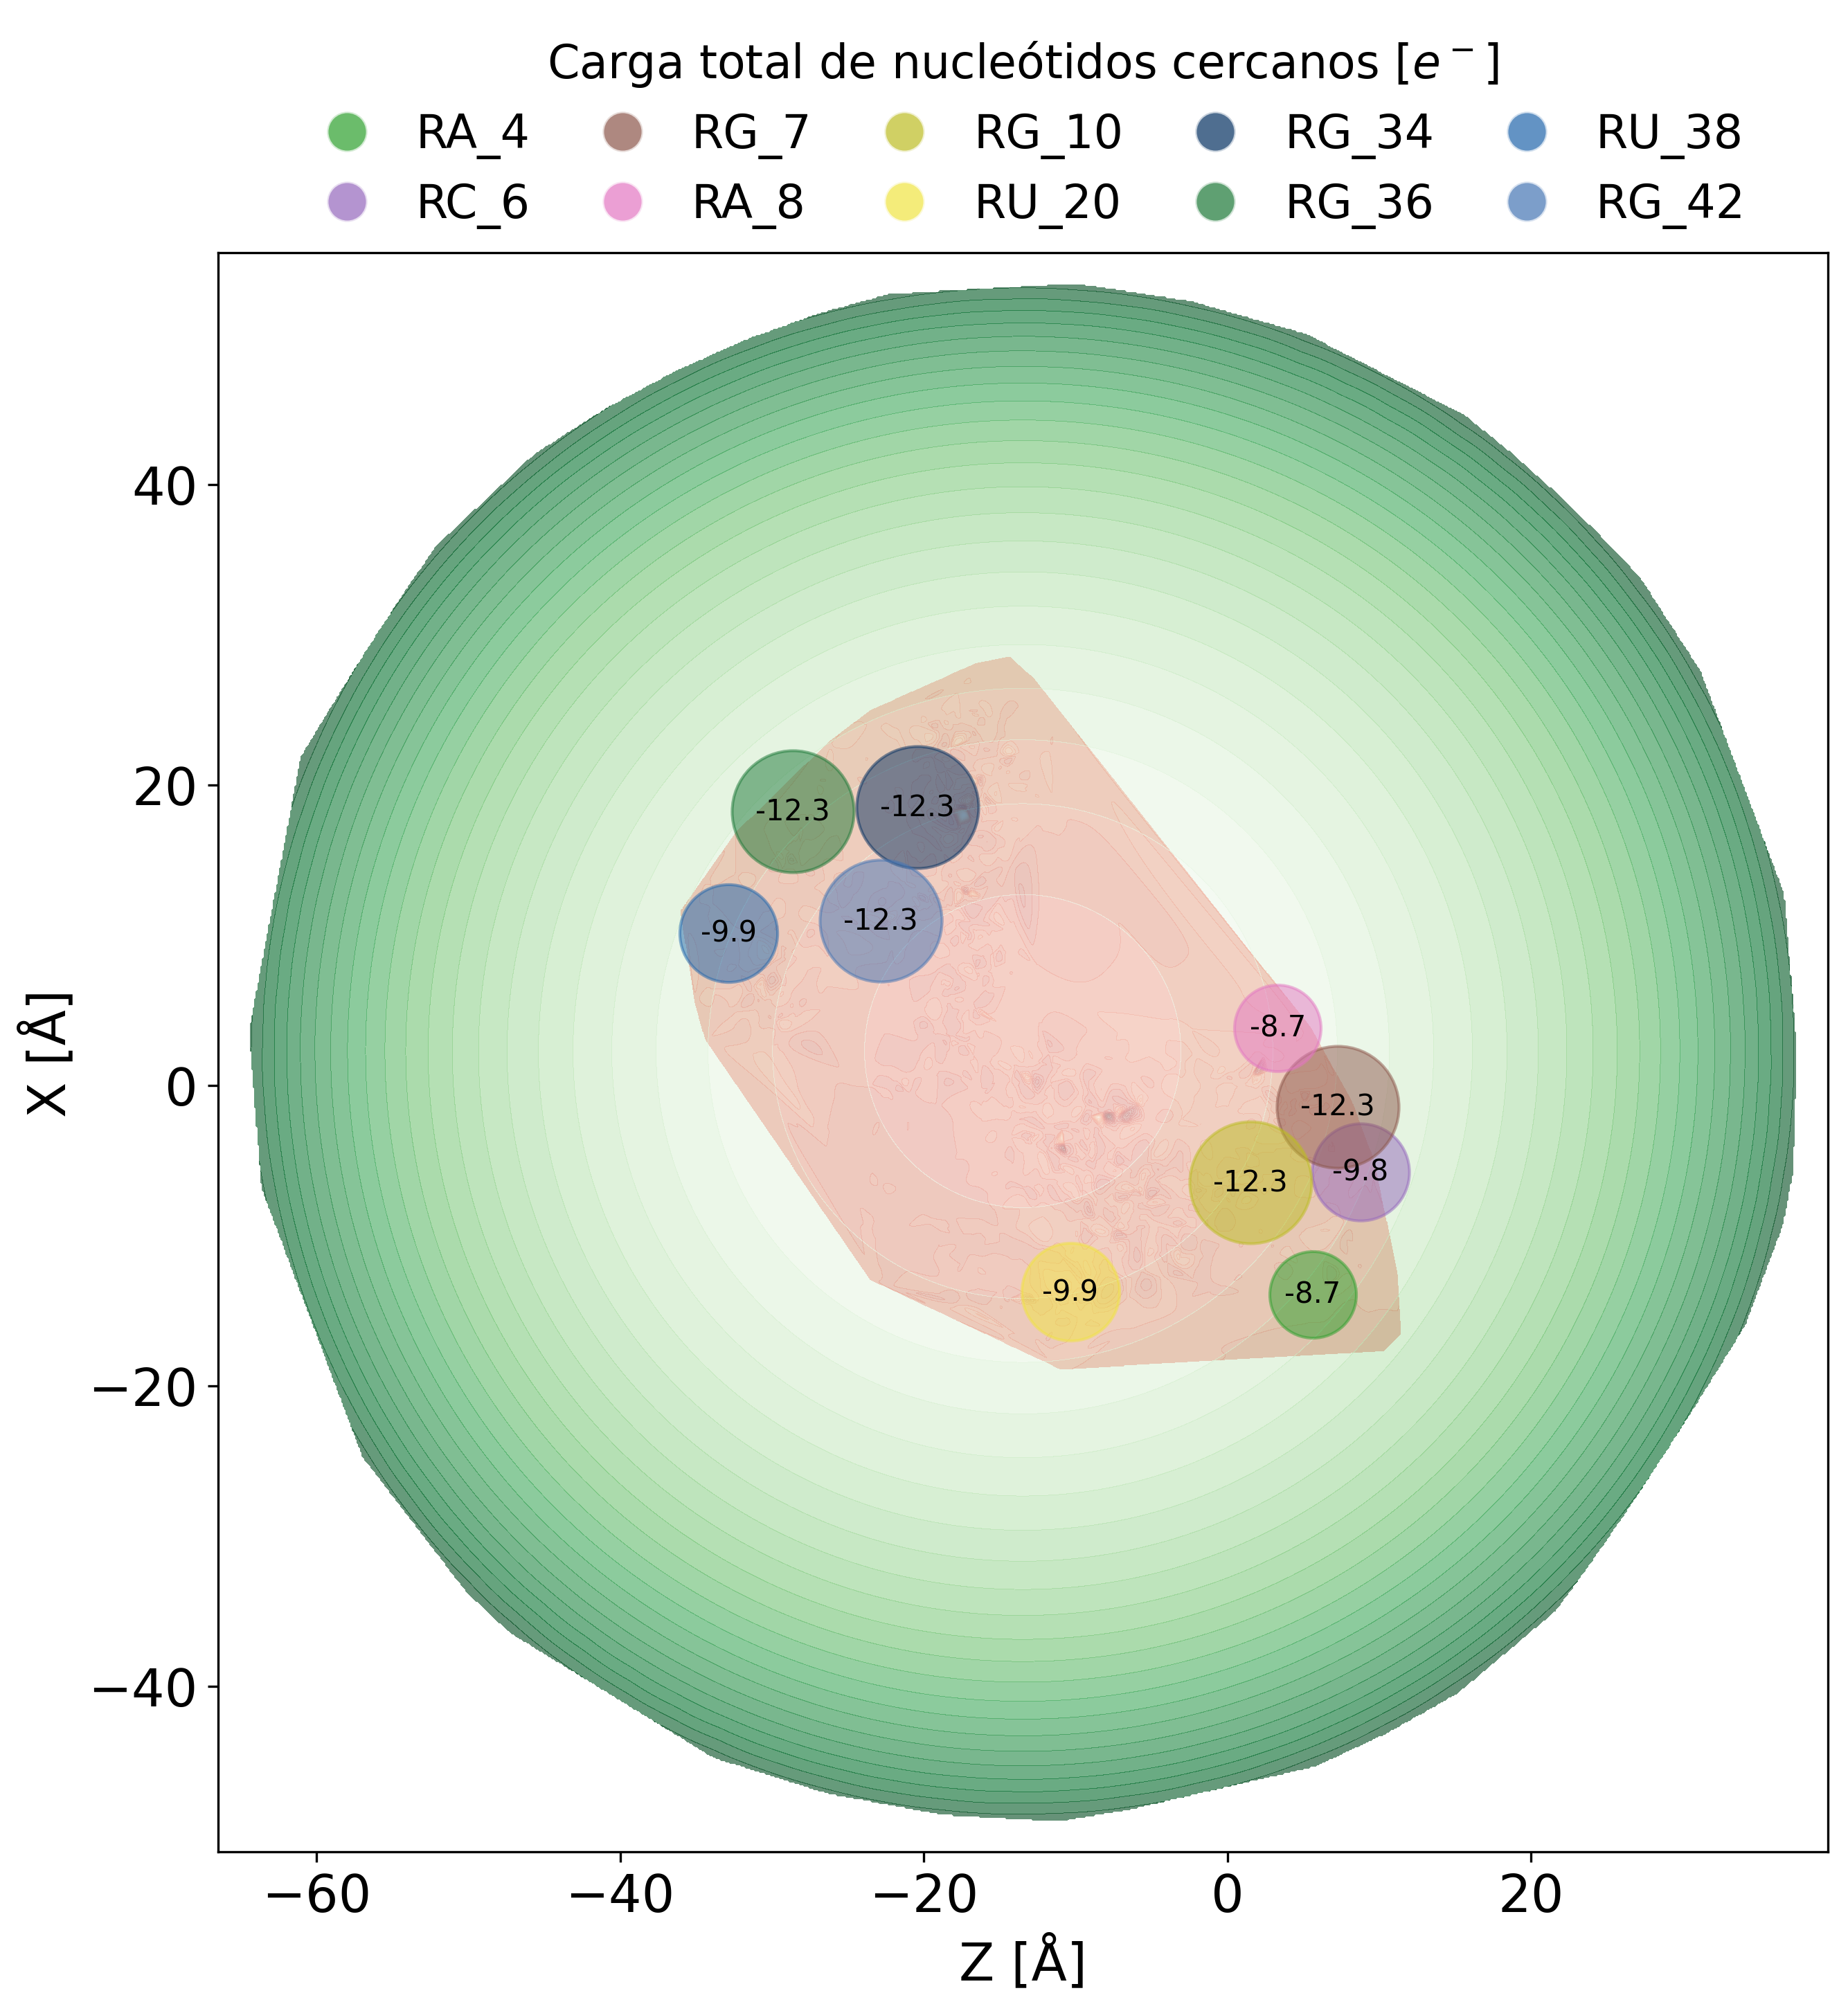 Carga total de nucleótidos cercanos [e⁻]
RA_4 RG_7 RG_10 RG_34 RU_38
RC_6 RA_8 RU_20 RG_36 RG_42
40
20
0
−20
−40
X [Å]
-12.3 -12.3
-12.3
-9.9
-8.7
-12.3
-9.8
-12.3
-9.9 -8.7
−60 −40 −20 0 20
Z [Å]